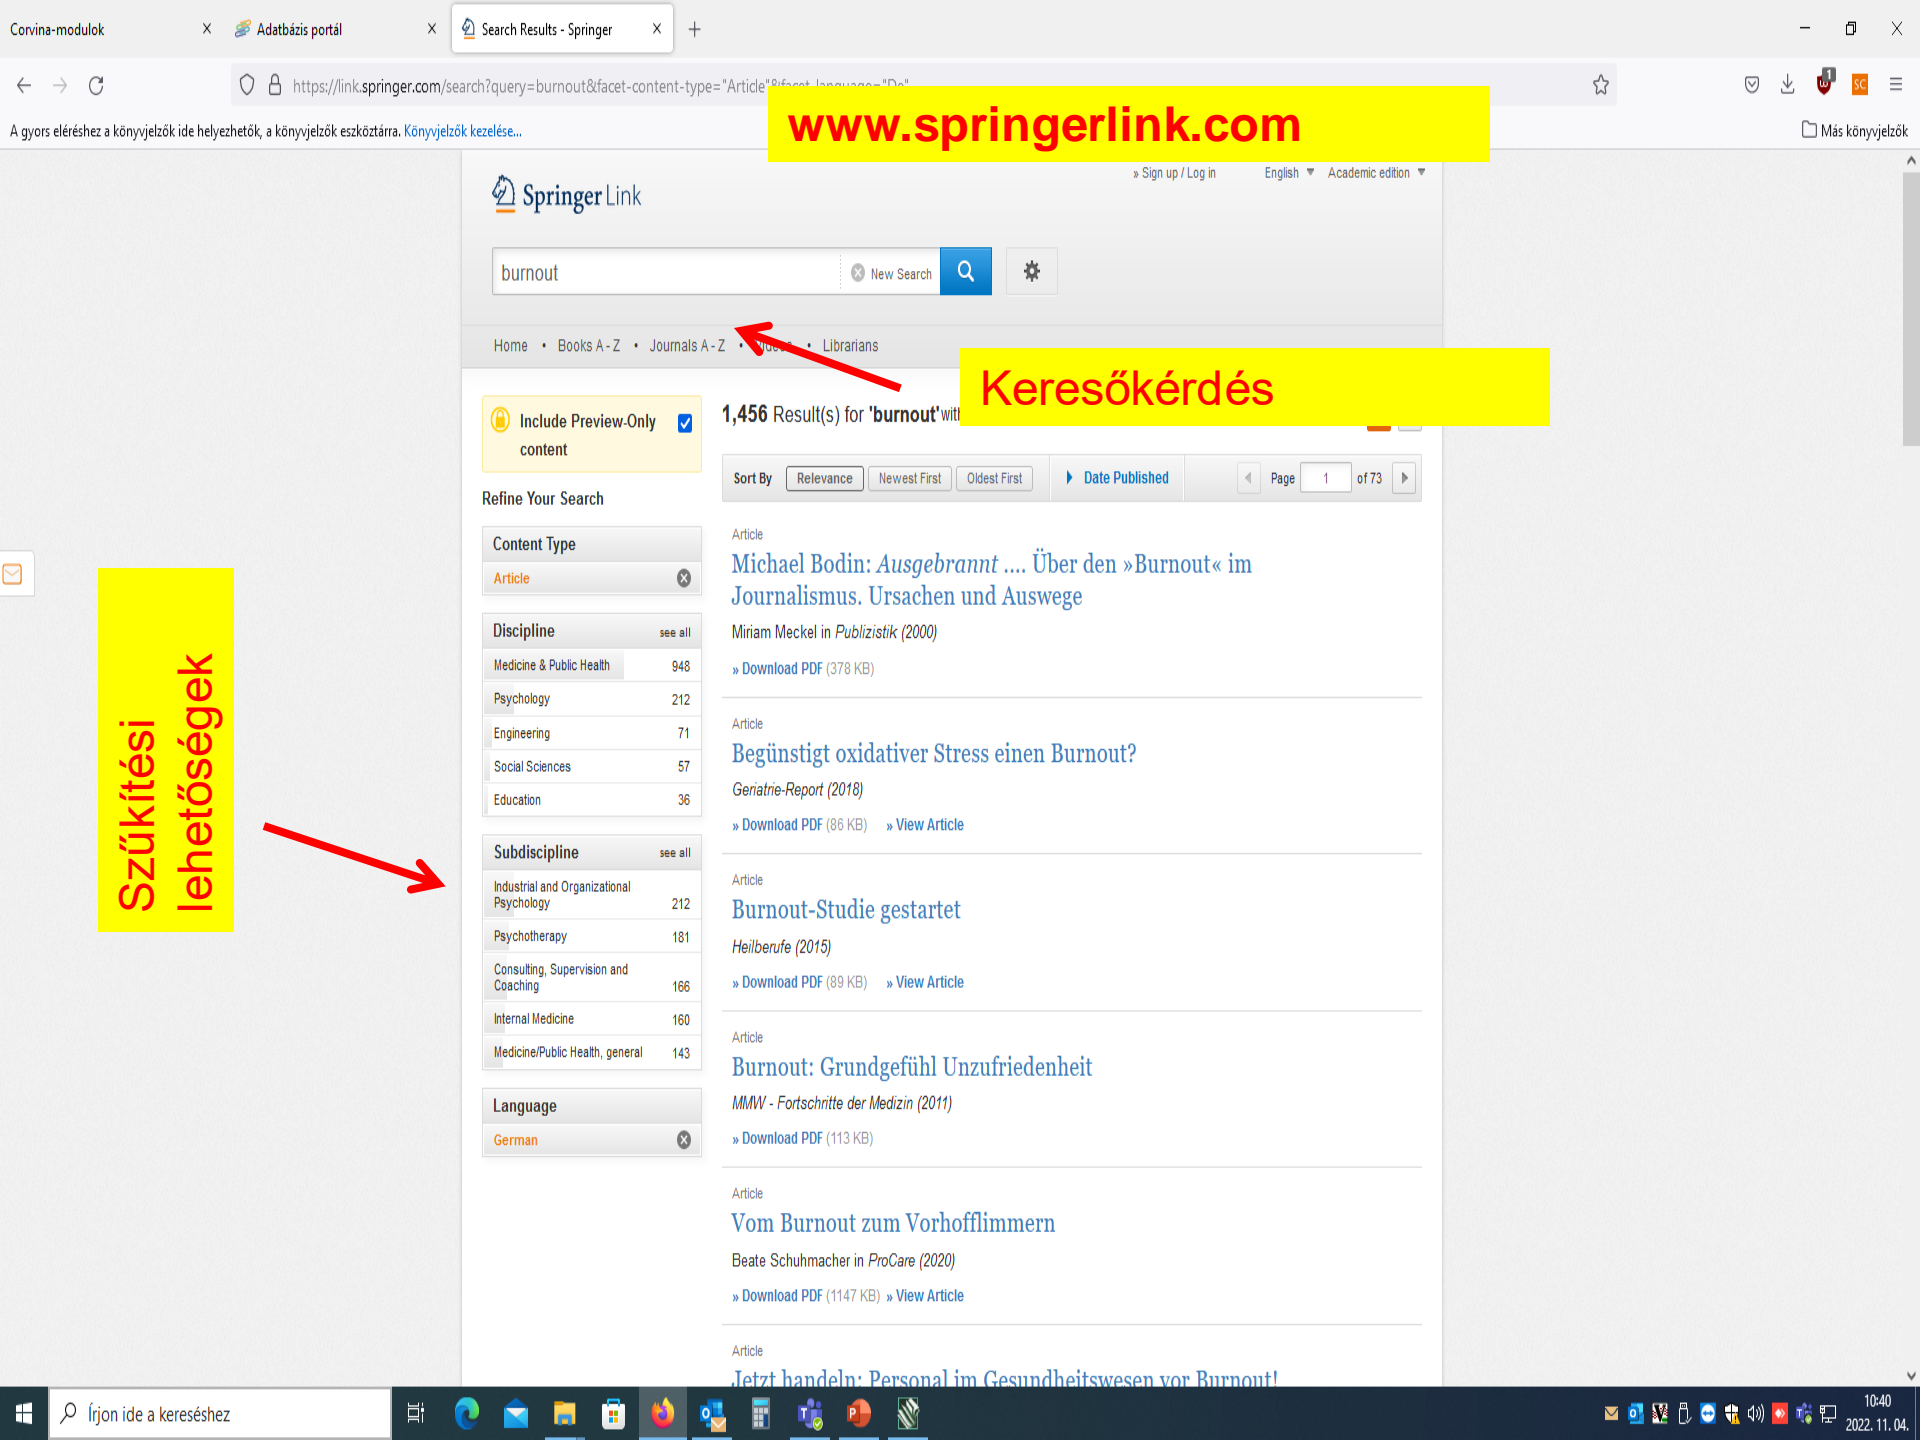 Corvina-modulok
Adatbázis portál
Search Results - Springer
https://link.springer.com/search?query=burnout&facet-content-type="Article"&facet-language="De"
www.springerlink.com
A gyors eléréshez a könyvjelzők ide helyezhetők, a könyvjelzők eszköztárra. Könyvjelzők kezelése...
Más könyvjelzők
» Sign up / Log in English Academic edition
Springer Link
burnout
New Search
Home • Books A - Z • Journals A - Z • Videos • Librarians
Keresőkérdés
Include Preview-Only
content
1,456 Result(s) for 'burnout'
Sort By Relevance Newest First Oldest First Date Published Page 1 of 73
Refine Your Search
Content Type
Article
Discipline see all
Medicine & Public Health 948
Psychology 212
Engineering 71
Social Sciences 57
Education 36
Subdiscipline see all
Industrial and Organizational
Psychology 212
Psychotherapy 181
Consulting, Supervision and
Coaching 166
Internal Medicine 160
Medicine/Public Health, general 143
Language
German
Szűkítési
lehetőségek
Article
Michael Bodin: Ausgebrannt .... Über den »Burnout« im
Journalismus. Ursachen und Auswege
Miriam Meckel in Publizistik (2000)
» Download PDF (378 KB)
Article
Begünstigt oxidativer Stress einen Burnout?
Geriatrie-Report (2018)
» Download PDF (86 KB) » View Article
Article
Burnout-Studie gestartet
Heilberufe (2015)
» Download PDF (89 KB) » View Article
Article
Burnout: Grundgefühl Unzufriedenheit
MMW - Fortschritte der Medizin (2011)
» Download PDF (113 KB)
Article
Vom Burnout zum Vorhofflimmern
Beate Schuhmacher in ProCare (2020)
» Download PDF (1147 KB) » View Article
Article
Jetzt handeln: Personal im Gesundheitswesen vor Burnout!
Írjon ide a kereséshez
10:40
2022. 11. 04.